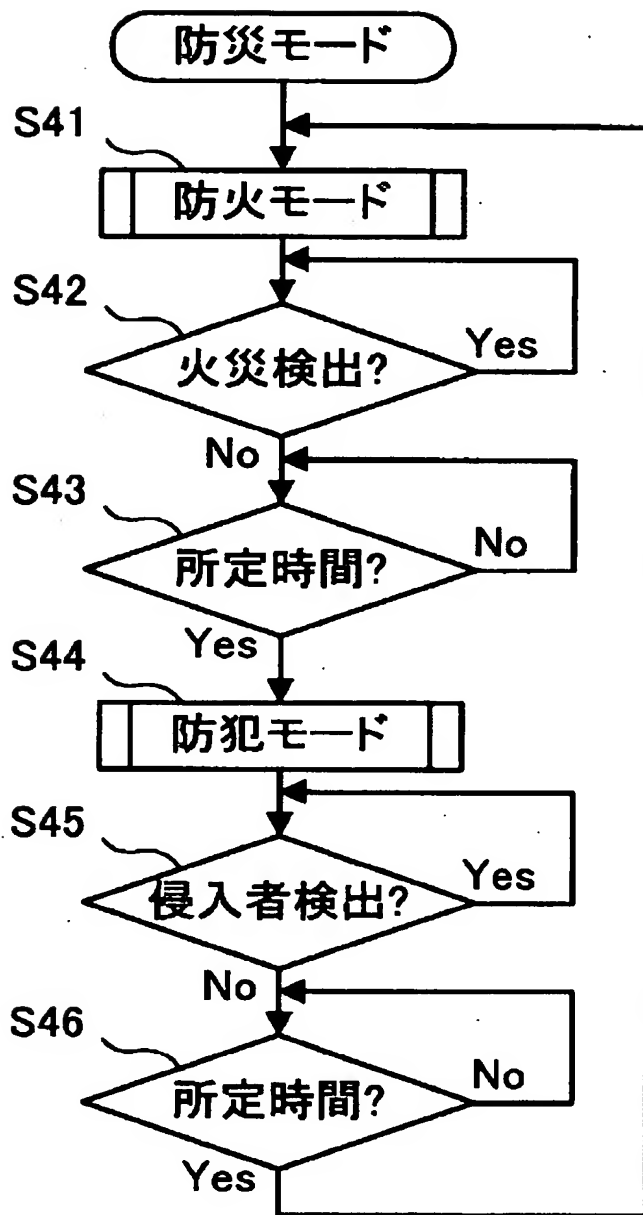 防災モード
S41
防火モード
S42
火災検出?
Yes
No
S43
所定時間?
No
Yes
S44
防犯モード
S45
侵入者検出?
Yes
No
S46
所定時間?
No
Yes